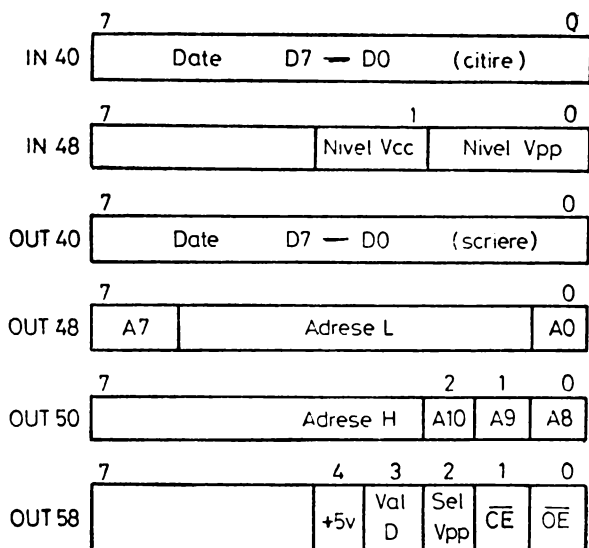 7 0
IN 40 Date D7 — D0 (citire)
7 1 0
IN 48 Nivel Vcc Nivel Vpp
7 0
OUT 40 Date D7 — D0 (scriere)
7 0
OUT 48 A7 Adrese L A0
7 2 1 0
OUT 50 Adrese H A10 A9 A8
7 4 3 2 1 0
OUT 58 +5v Val D Sel Vpp C̅E̅ O̅E̅